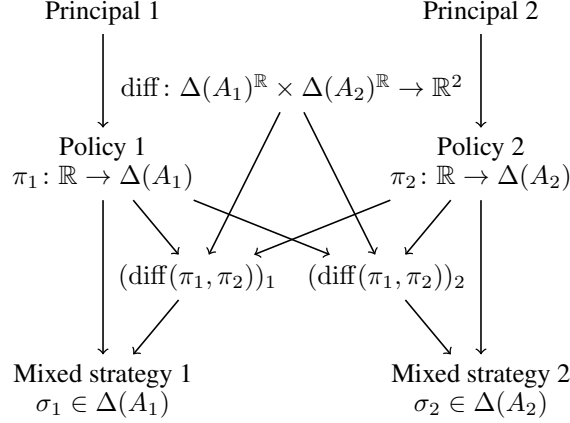 Principal 1 Principal 2
diff: Δ(A₁)^ℝ × Δ(A₂)^ℝ → ℝ²
Policy 1 Policy 2
π₁: ℝ → Δ(A₁) π₂: ℝ → Δ(A₂)
(diff(π₁, π₂))₁ (diff(π₁, π₂))₂
Mixed strategy 1 Mixed strategy 2
σ₁ ∈ Δ(A₁) σ₂ ∈ Δ(A₂)